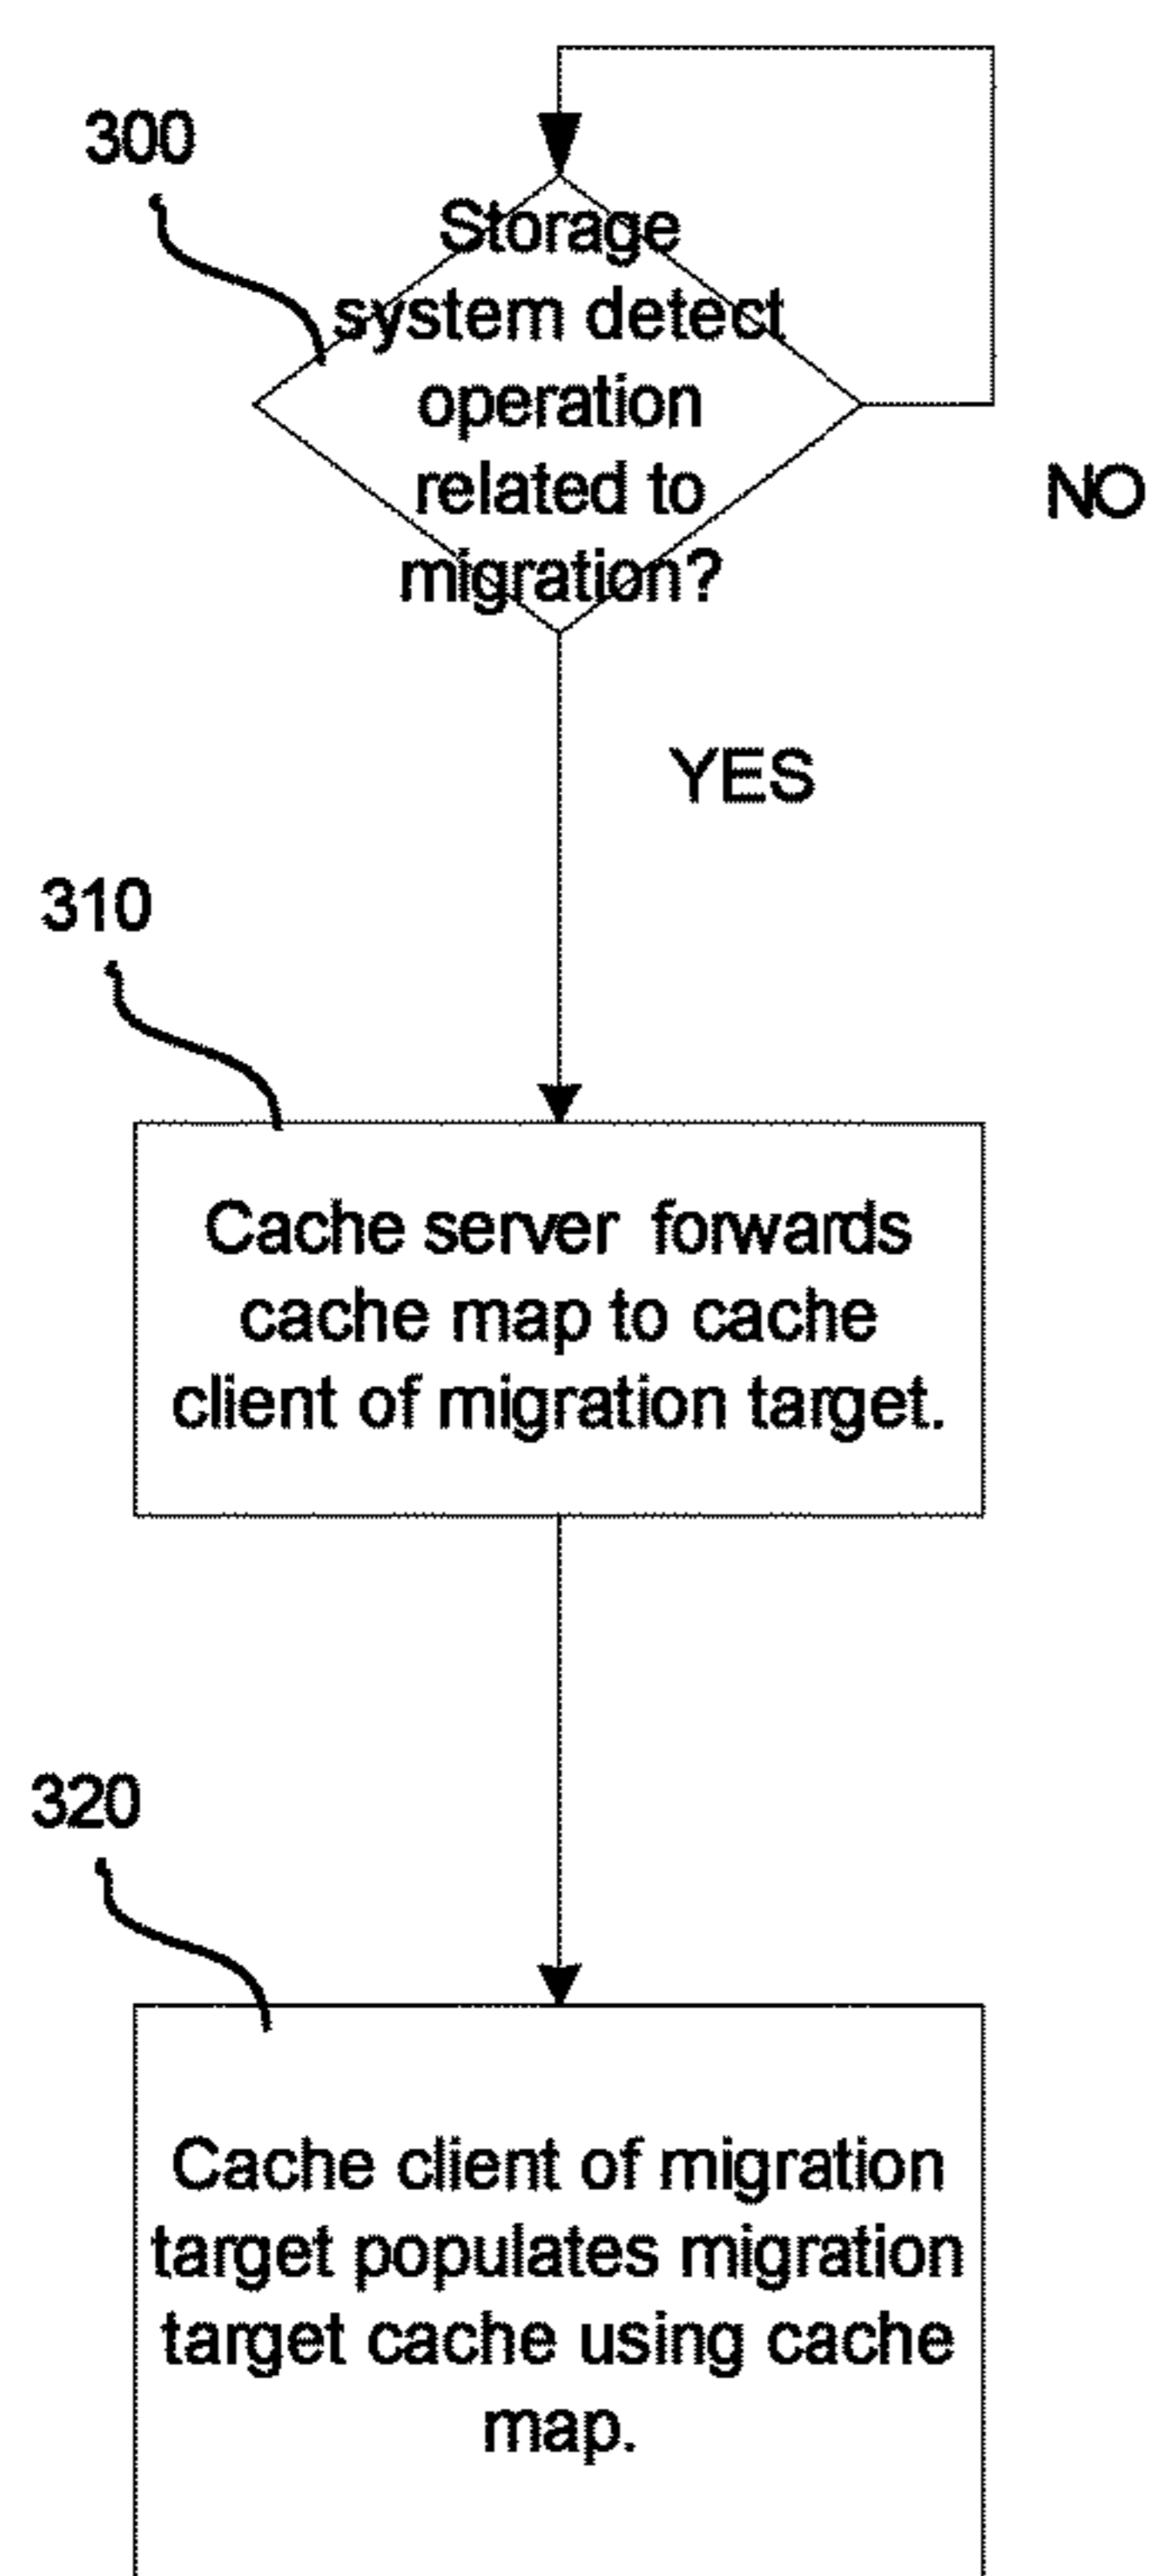 300
Storage
system detect
operation
related to
migration?
NO
YES
310
Cache server forwards
cache map to cache
client of migration target.
320
Cache client of migration
target populates migration
target cache using cache
map.